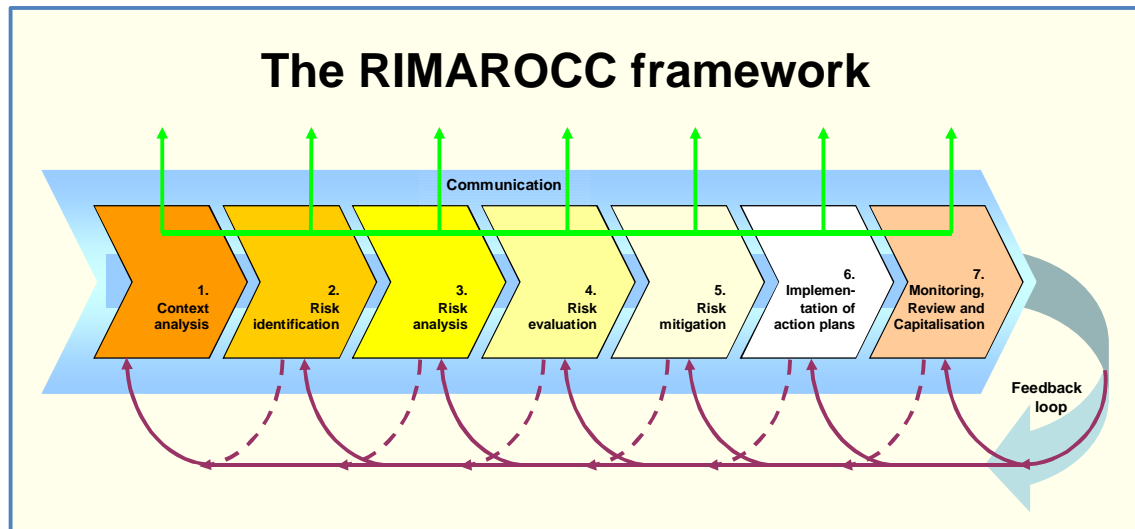 The RIMAROCC framework
Communication
1.
Context
analysis
2.
Risk
identification
3.
Risk
analysis
4.
Risk
evaluation
5.
Risk
mitigation
6.
Implemen-
tation of
action plans
7.
Monitoring,
Review and
Capitalisation
Feedback
loop